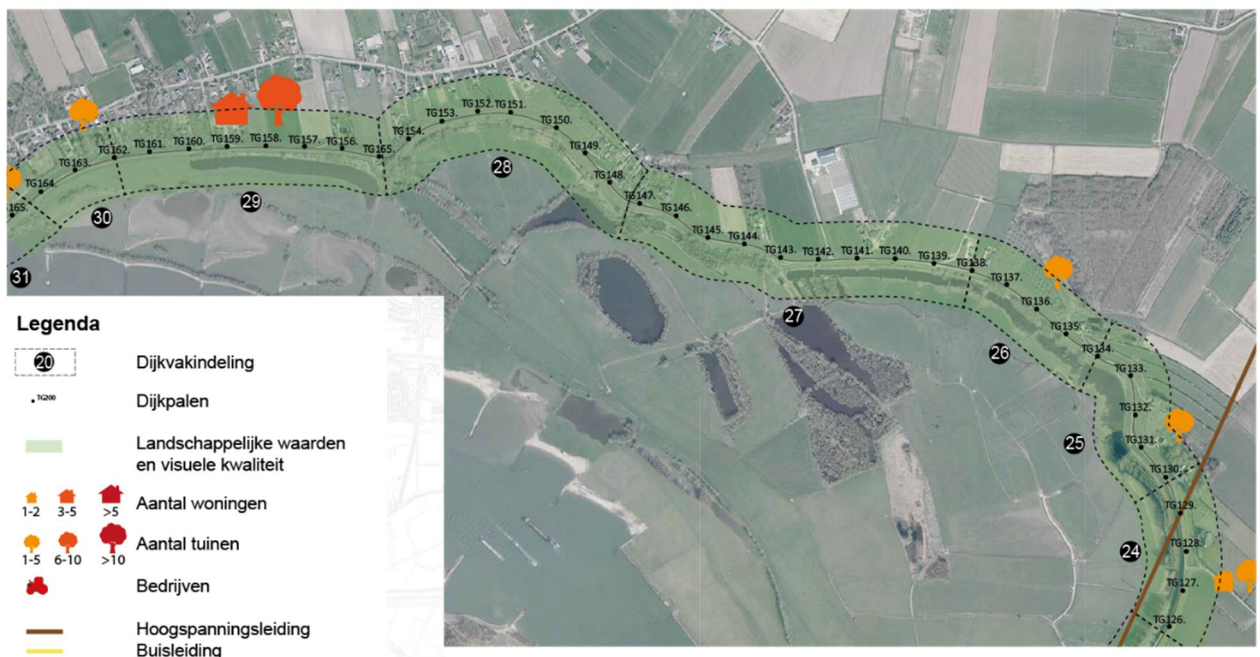 TG152. TG151.
TG153.
TG150.
TG154.
TG158. TG157. TG156.
TG159.
TG160.
TG161.
TG162.
TG165.
TG149.
TG163.
28
TG148.
TG164.
TG147.
29
165.
30
TG146.
TG145.
TG144.
TG143. TG142. TG141. TG140. TG139. TG138.
31
TG137.
TG136.
27
TG135.
26
TG134.
TG133.
TG132.
25
TG131.
TG130.
TG129.
24
TG128.
TG127.
TG126.
Legenda
20 Dijkvakindeling
TG200 Dijkpalen
Landschappelijke waarden
en visuele kwaliteit
Aantal woningen
1-2 3-5 >5
Aantal tuinen
1-5 6-10 >10
Bedrijven
Hoogspanningsleiding
Buisleiding